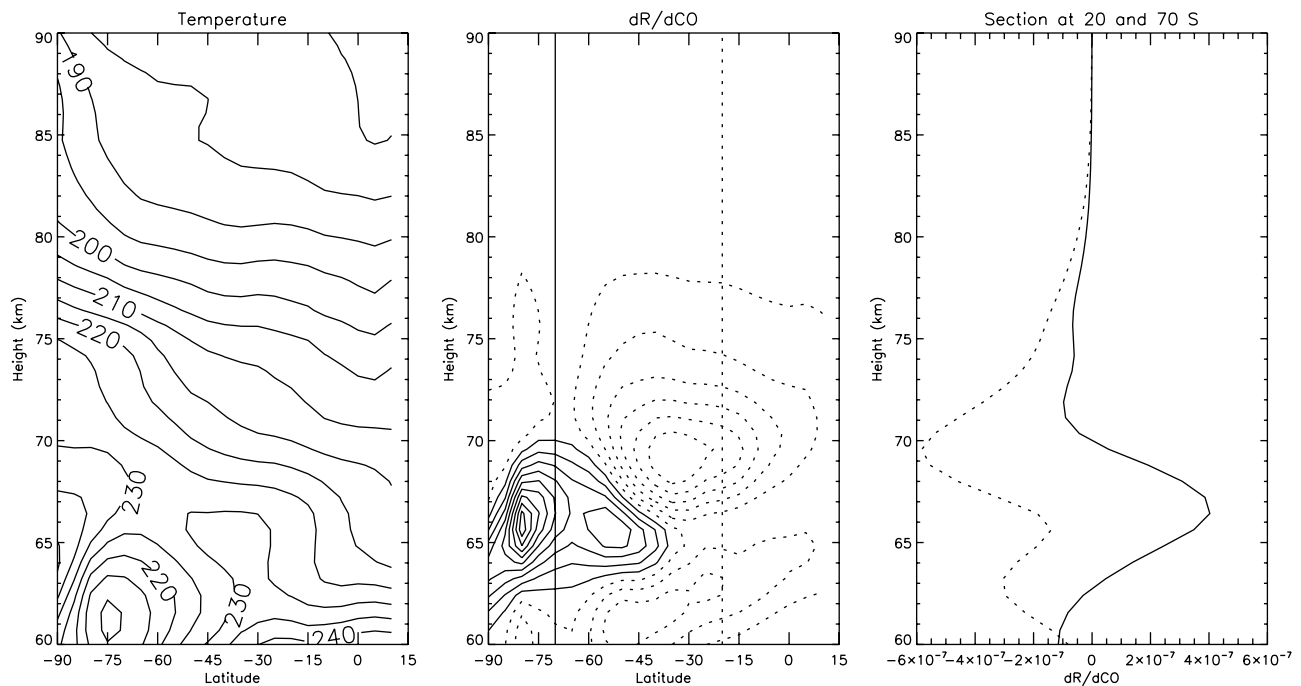 Temperature
dR/dCO
Section at 20 and 70 S
90
85
80
75
70
65
60
Height (km)
190
200
210
220
230
220
230
240
−90 −75 −60 −45 −30 −15 0 15
Latitude
90
85
80
75
70
65
60
Height (km)
−90 −75 −60 −45 −30 −15 0 15
Latitude
90
85
80
75
70
65
60
Height (km)
−6×10⁻⁷ −4×10⁻⁷ −2×10⁻⁷ 0 2×10⁻⁷ 4×10⁻⁷ 6×10⁻⁷
dR/dCO